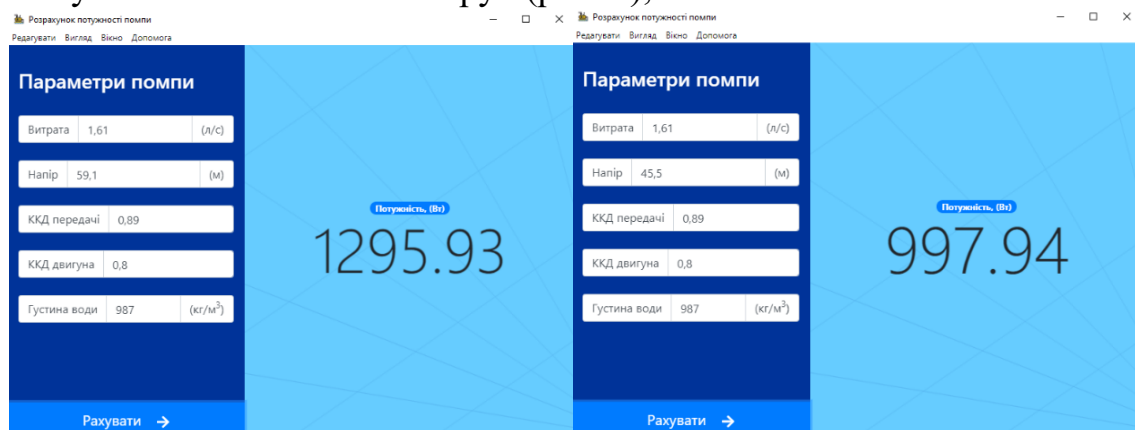 Розрахунок потужності помпи
Редагувати Вигляд Вікно Допомога
Параметри помпи
Витрата 1,61 (л/с)
Напір 59,1 (м)
ККД передачі 0,89
ККД двигуна 0,8
Густина води 987 (кг/м³)
Рахувати →
Потужність, (Вт)
1295.93
Розрахунок потужності помпи
Редагувати Вигляд Вікно Допомога
Параметри помпи
Витрата 1,61 (л/с)
Напір 45,5 (м)
ККД передачі 0,89
ККД двигуна 0,8
Густина води 987 (кг/м³)
Рахувати →
Потужність, (Вт)
997.94